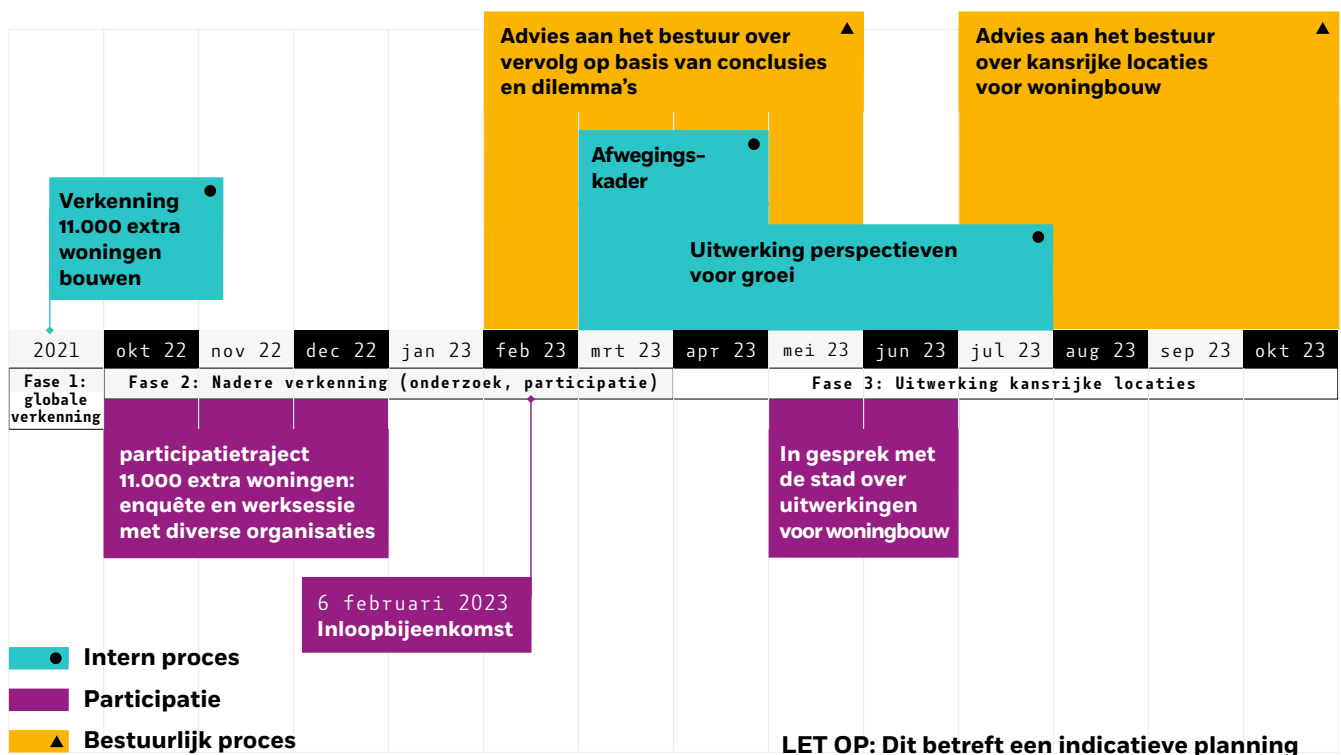 Advies aan het bestuur over
vervolg op basis van conclusies
en dilemma's
Advies aan het bestuur
over kansrijke locaties
voor woningbouw
Afwegings-
kader
Verkenning
11.000 extra
woningen
bouwen
Uitwerking perspectieven
voor groei
2021 okt 22 nov 22 dec 22 jan 23 feb 23 mrt 23 apr 23 mei 23 jun 23 jul 23 aug 23 sep 23 okt 23
Fase 1:
globale
verkenning
Fase 2: Nadere verkenning (onderzoek, participatie)
Fase 3: Uitwerking kansrijke locaties
participatietraject
11.000 extra woningen:
enquête en werksessie
met diverse organisaties
In gesprek met
de stad over
uitwerkingen
voor woningbouw
6 februari 2023
Inloopbijeenkomst
Intern proces
Participatie
Bestuurlijk proces
LET OP: Dit betreft een indicatieve planning